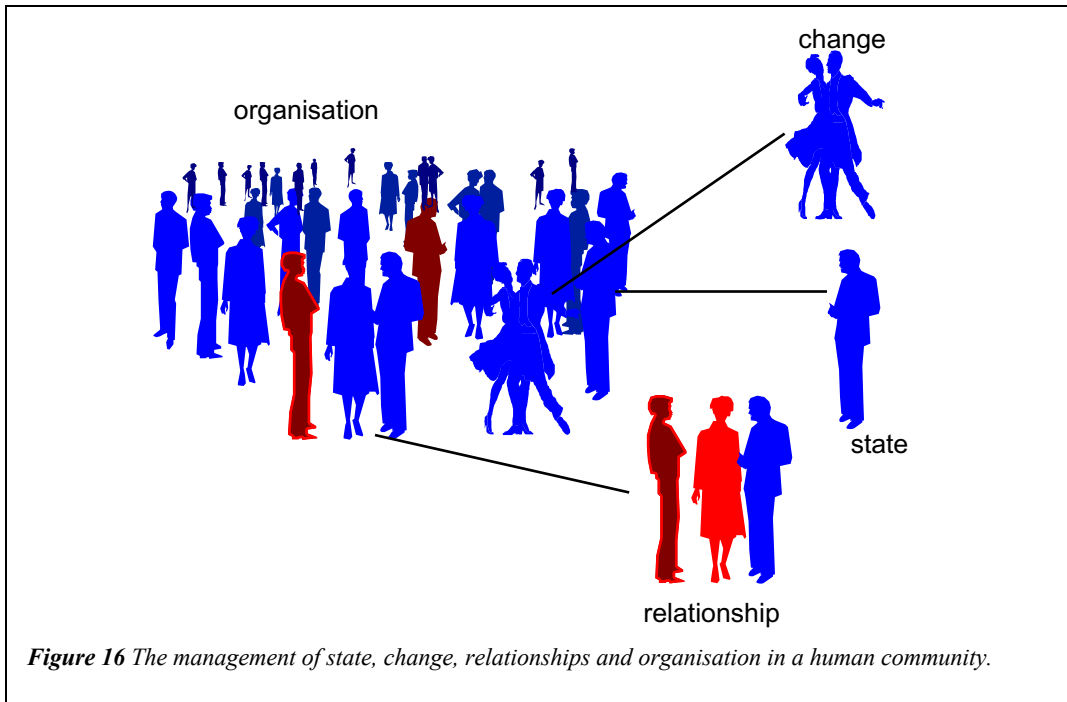 change
organisation
state
relationship
Figure 16 The management of state, change, relationships and organisation in a human community.